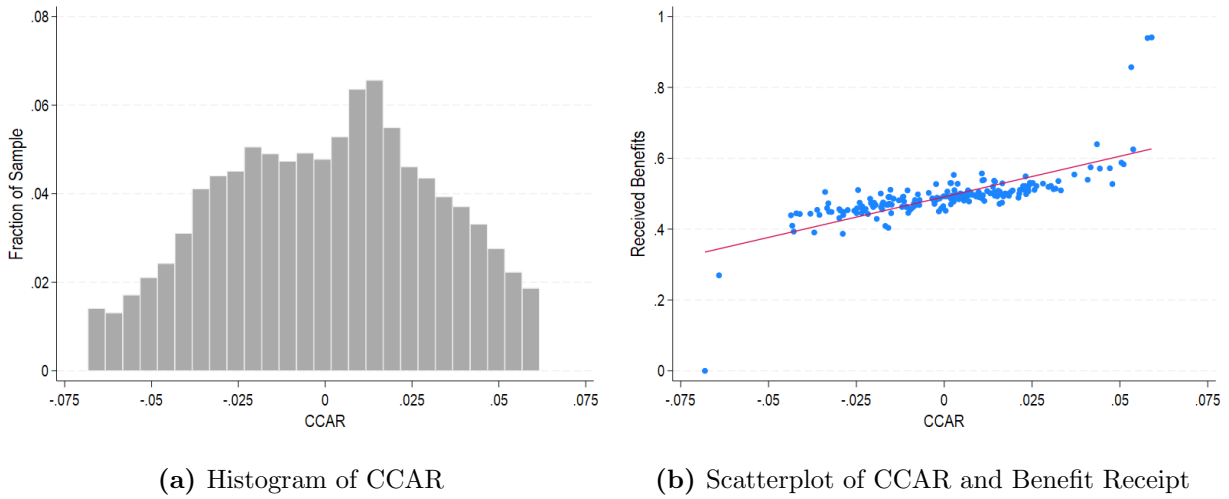 .08
.06
.04
.02
0
Fraction of Sample
-.075 -.05 -.025 0 .025 .05 .075
CCAR
(a) Histogram of CCAR
1
.8
.6
.4
.2
0
Received Benefits
-.075 -.05 -.025 0 .025 .05 .075
CCAR
(b) Scatterplot of CCAR and Benefit Receipt